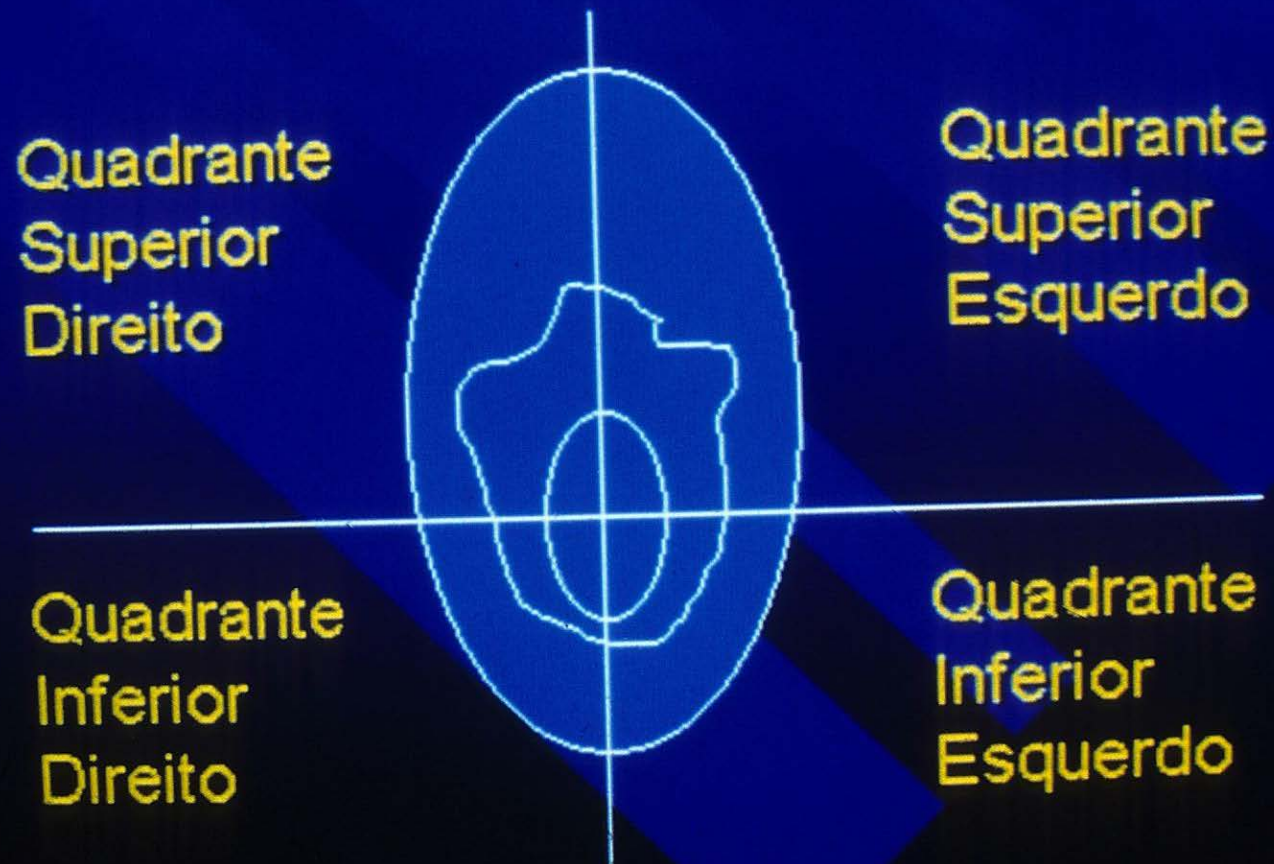 Quadrante
Superior
Direito
Quadrante
Superior
Esquerdo
Quadrante
Inferior
Direito
Quadrante
Inferior
Esquerdo